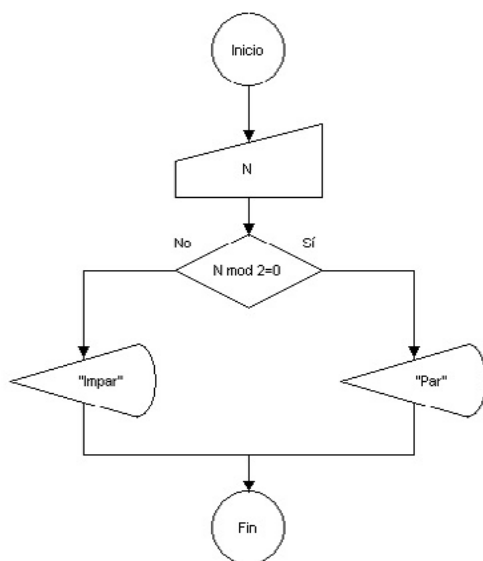 Inicio
N
No
Sí
N mod 2=0
"Impar"
"Par"
Fin